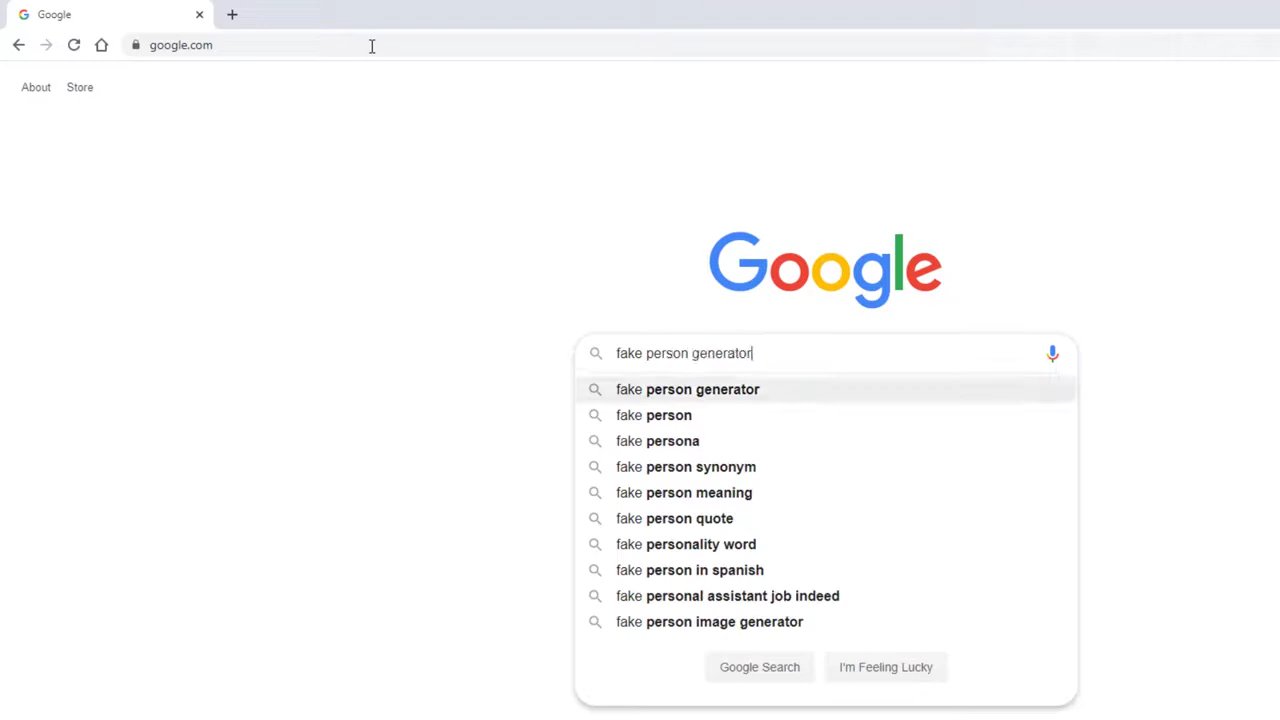 Google
google.com
About Store
Google
fake person generator
fake person generator
fake person
fake persona
fake person synonym
fake person meaning
fake person quote
fake personality word
fake person in spanish
fake personal assistant job indeed
fake person image generator
Google Search I'm Feeling Lucky